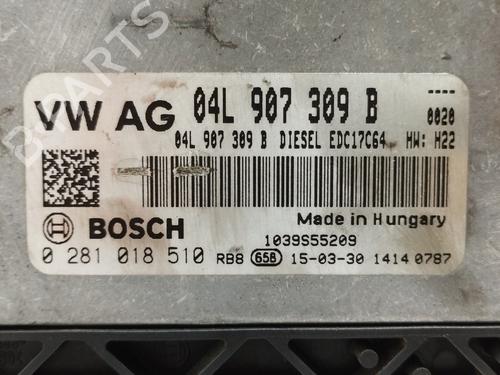 VW AG 04L 907 309 B
----
0020
04L 907 309 B DIESEL EDC17C64 HW: H22
BOSCH
Made in Hungary
1039S55209
0 281 018 510 RB8 658 15-03-30 1414 0787
B-PARTS